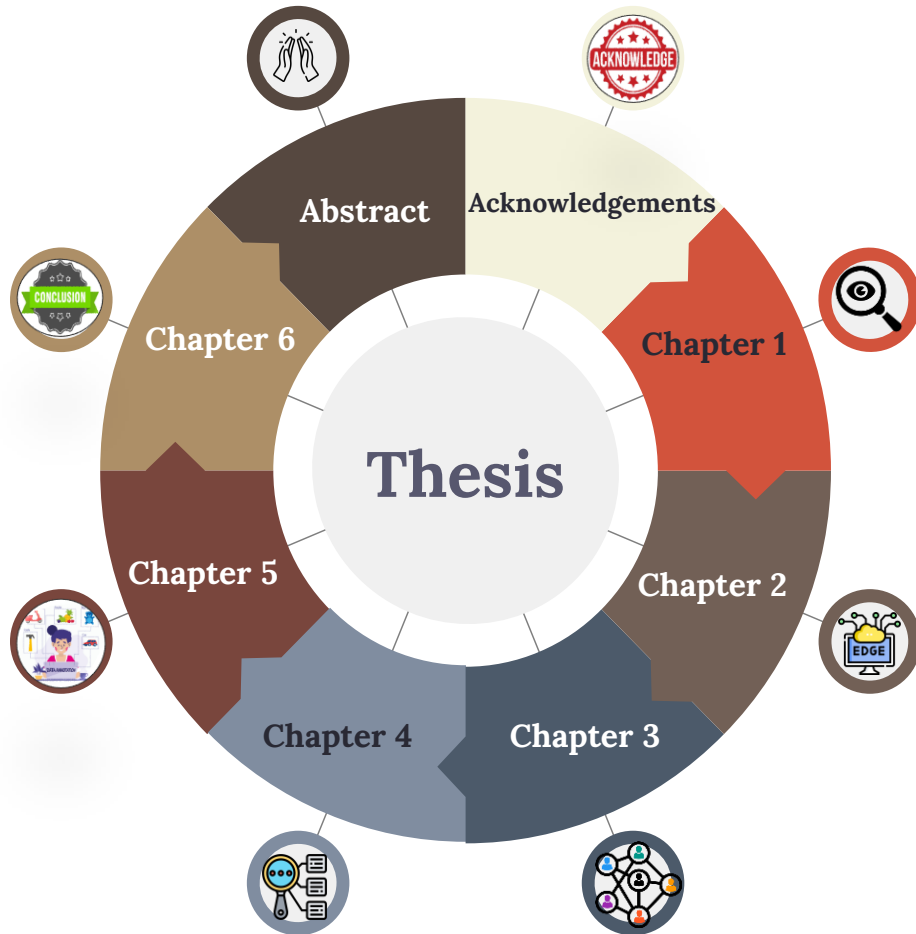 ACKNOWLEDGE
Abstract
Acknowledgements
CONCLUSION
Chapter 6
Chapter 1
Thesis
Chapter 5
Chapter 2
EDGE
Chapter 4
Chapter 3